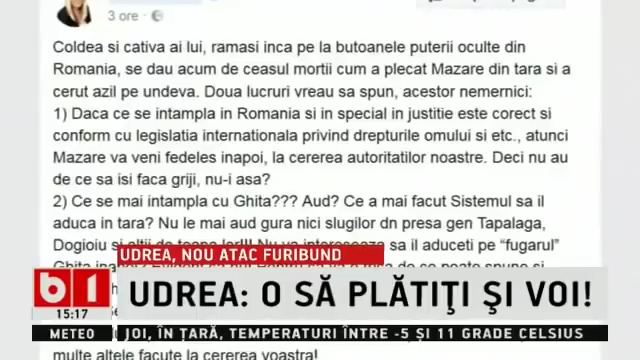 3 ore
Coldea si cativa ai lui, ramasi inca pe la butoanele puterii oculte din
Romania, se dau acum de ceasul mortii cum a plecat Mazare din tara si a
cerut azil pe undeva. Doua lucruri vreau sa spun, acestor nemernici:
1) Daca ce se intampla in Romania si in special in justitie este corect si
conform cu legislatia internationala privind drepturile omului si etc., atunci
Mazare va veni fedeles inapoi, la cererea autoritatilor noastre. Deci nu au
de ce sa isi faca griji, nu-i asa?
2) Ce se mai intampla cu Ghita??? Aud? Ce a mai facut Sistemul sa il
aduca in tara? Nu le mai aud gura nici slugilor dn presa gen Tapalaga,
Dogioiu si altii de teapa lor!!! Nu va intereseaza sa il aduceti pe “fugarul”
UDREA, NOU ATAC FURIBUND
b1
UDREA: O SĂ PLĂTIŢI ŞI VOI!
15:17
METEO
JOI, ÎN ȚARĂ, TEMPERATURI ÎNTRE -5 ȘI 11 GRADE CELSIUS
multe altele facute la cererea voastra!